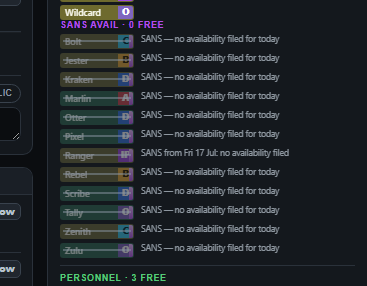 Wildcard O
SANS AVAIL · 0 FREE
Bolt C SANS — no availability filed for today
Jester B SANS — no availability filed for today
Kraken D SANS — no availability filed for today
Marlin A SANS — no availability filed for today
Otter D SANS — no availability filed for today
Pixel D SANS — no availability filed for today
Ranger SANS from Fri 17 Jul: no availability filed
Rebel B SANS — no availability filed for today
Scribe D SANS — no availability filed for today
Tally O SANS — no availability filed for today
Zenith C SANS — no availability filed for today
Zulu O SANS — no availability filed for today
PERSONNEL · 3 FREE
LIC
ow
ow